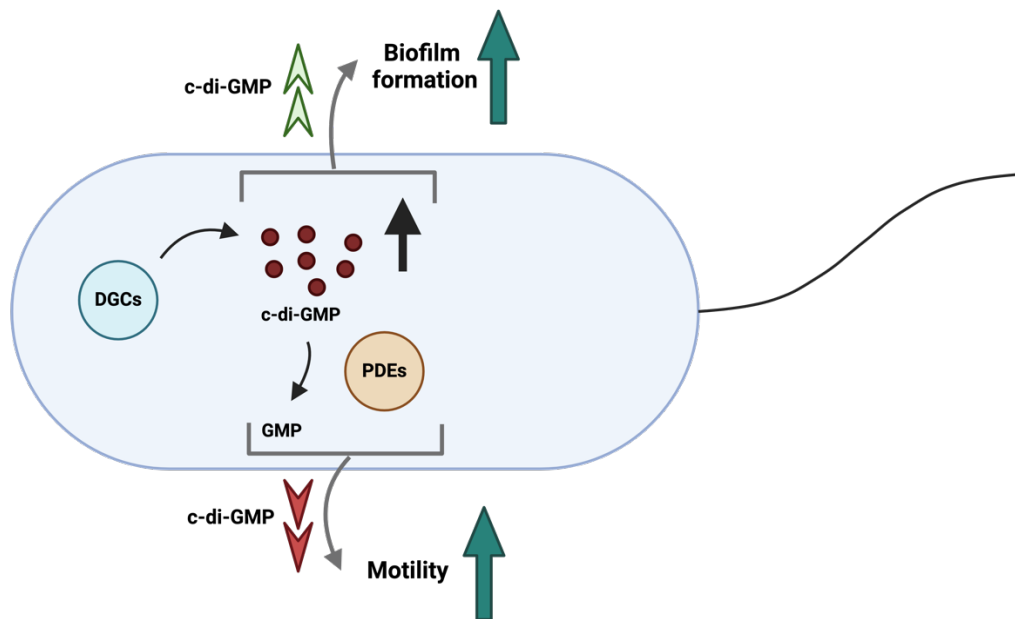 Biofilm
formation
c-di-GMP
DGCs
c-di-GMP
PDEs
GMP
c-di-GMP
Motility